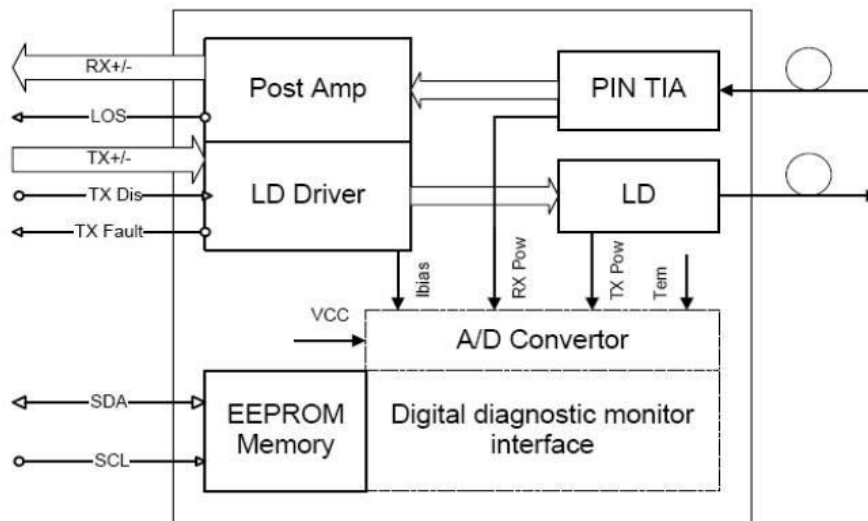 RX+/-
Post Amp
PIN TIA
LOS
TX+/-
TX Dis
LD Driver
LD
TX Fault
Ibias
RX Pow
TX Pow
Tem
VCC
A/D Convertor
SDA
EEPROM
Memory
Digital diagnostic monitor
interface
SCL